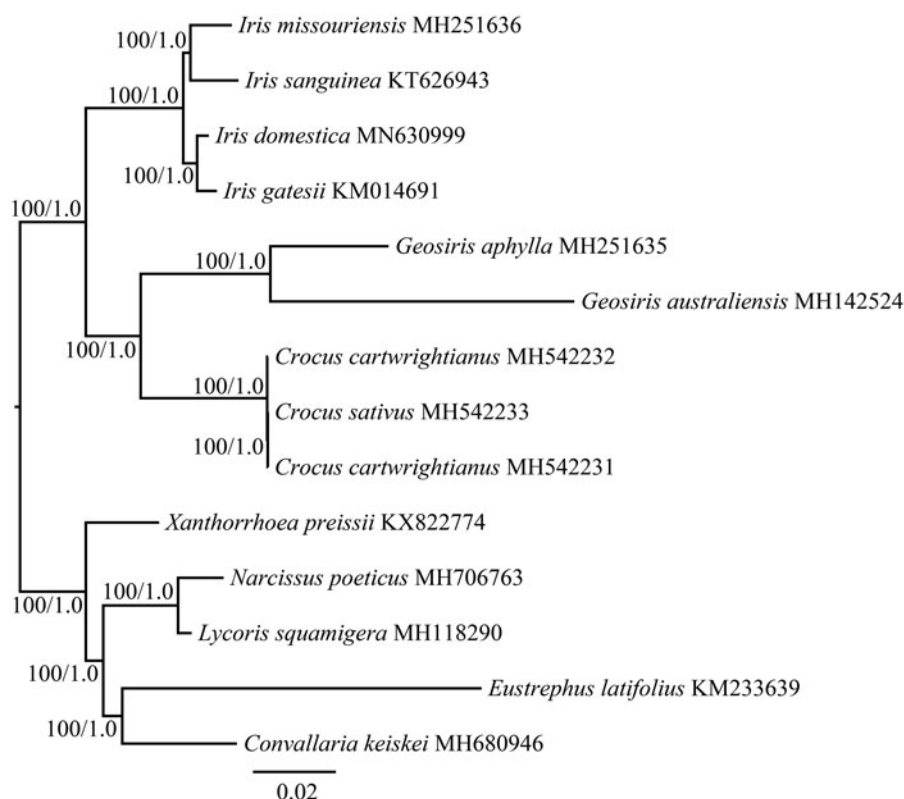 Iris missouriensis MH251636
100/1.0
Iris sanguinea KT626943
100/1.0
Iris domestica MN630999
100/1.0
Iris gatesii KM014691
100/1.0
Geosiris aphylla MH251635
100/1.0
Geosiris australiensis MH142524
100/1.0
Crocus cartwrightianus MH542232
100/1.0
Crocus sativus MH542233
100/1.0
Crocus cartwrightianus MH542231
Xanthorrhoea preissii KX822774
Narcissus poeticus MH706763
100/1.0
100/1.0
Lycoris squamigera MH118290
100/1.0
Eustrephus latifolius KM233639
100/1.0
Convallaria keiskei MH680946
0.02